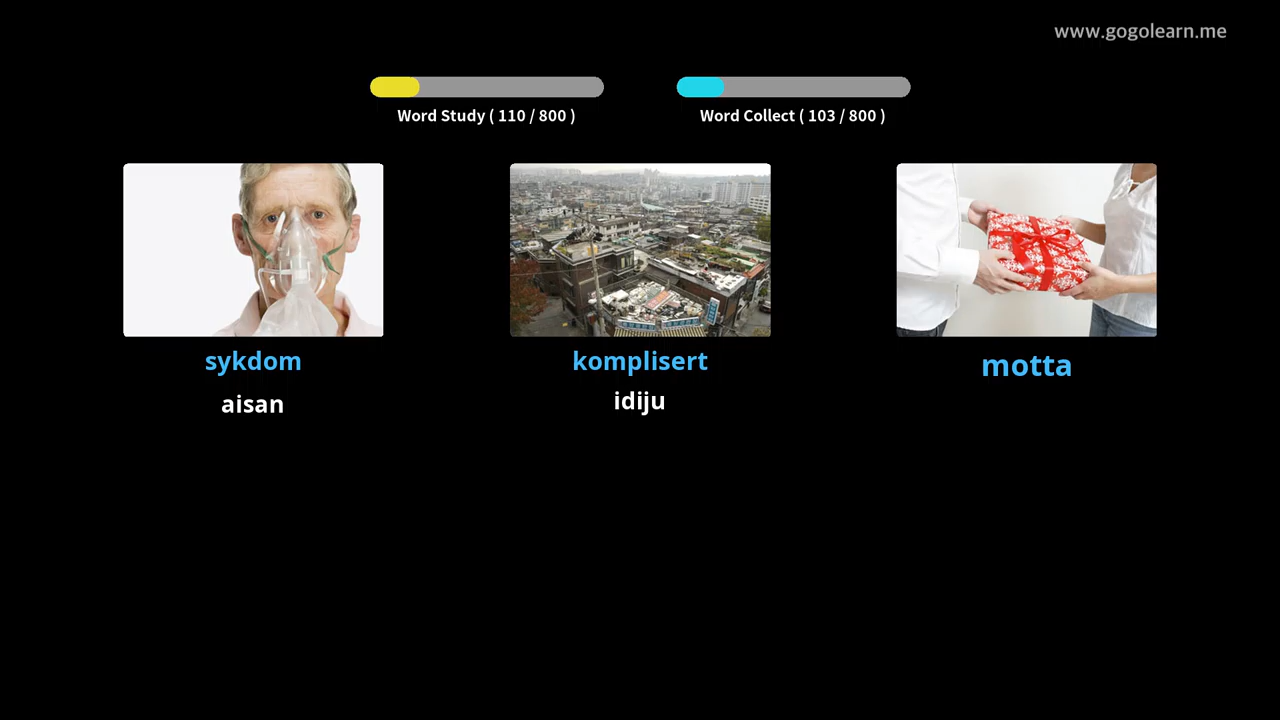 www.gogolearn.me
Word Study ( 110 / 800 )
Word Collect ( 103 / 800 )
sykdom
komplisert
motta
aisan
idiju